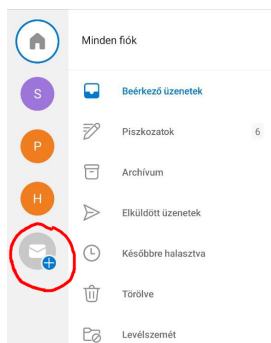 Minden fiók
S
Beérkező üzenetek
Piszkozatok 6
P
Archívum
H
Elküldött üzenetek
Későbbre halasztva
Törölve
Levélszemét